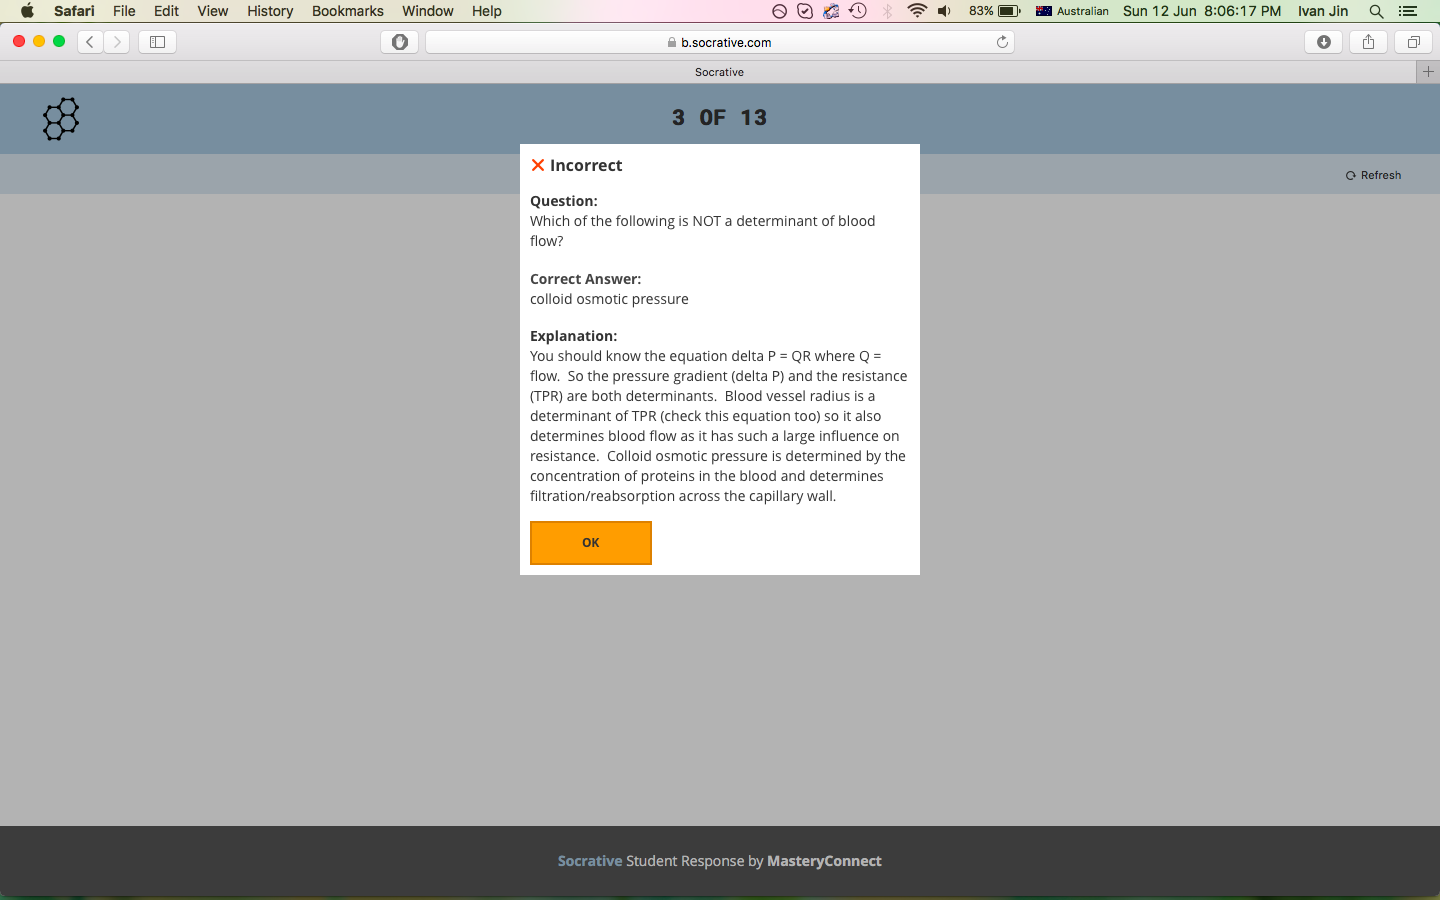 Safari File Edit View History Bookmarks Window Help 83% Australian Sun 12 Jun 8:06:17 PM Ivan Jin
b.socrative.com
Socrative
3 OF 13
Refresh
Incorrect
Question:
Which of the following is NOT a determinant of blood
flow?
Correct Answer:
colloid osmotic pressure
Explanation:
You should know the equation delta P = QR where Q =
flow.  So the pressure gradient (delta P) and the resistance
(TPR) are both determinants.  Blood vessel radius is a
determinant of TPR (check this equation too) so it also
determines blood flow as it has such a large influence on
resistance.  Colloid osmotic pressure is determined by the
concentration of proteins in the blood and determines
filtration/reabsorption across the capillary wall.
OK
Socrative Student Response by MasteryConnect